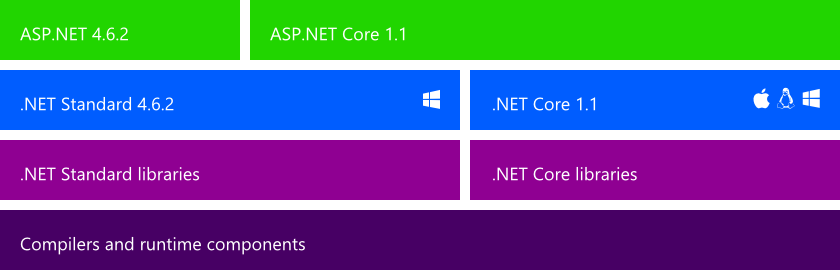 ASP.NET 4.6.2
ASP.NET Core 1.1
.NET Standard 4.6.2
.NET Core 1.1
.NET Standard libraries
.NET Core libraries
Compilers and runtime components